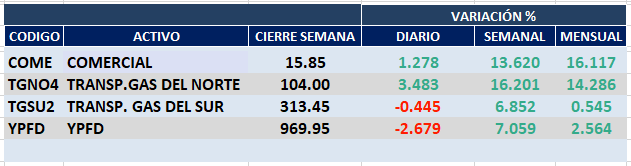 VARIACIÓN %
CODIGO ACTIVO CIERRE SEMANA DIARIO SEMANAL MENSUAL
COME COMERCIAL 15.85 1.278 13.620 16.117
TGNO4 TRANSP.GAS DEL NORTE 104.00 3.483 16.201 14.286
TGSU2 TRANSP. GAS DEL SUR 313.45 -0.445 6.852 0.545
YPFD YPFD 969.95 -2.679 7.059 2.564